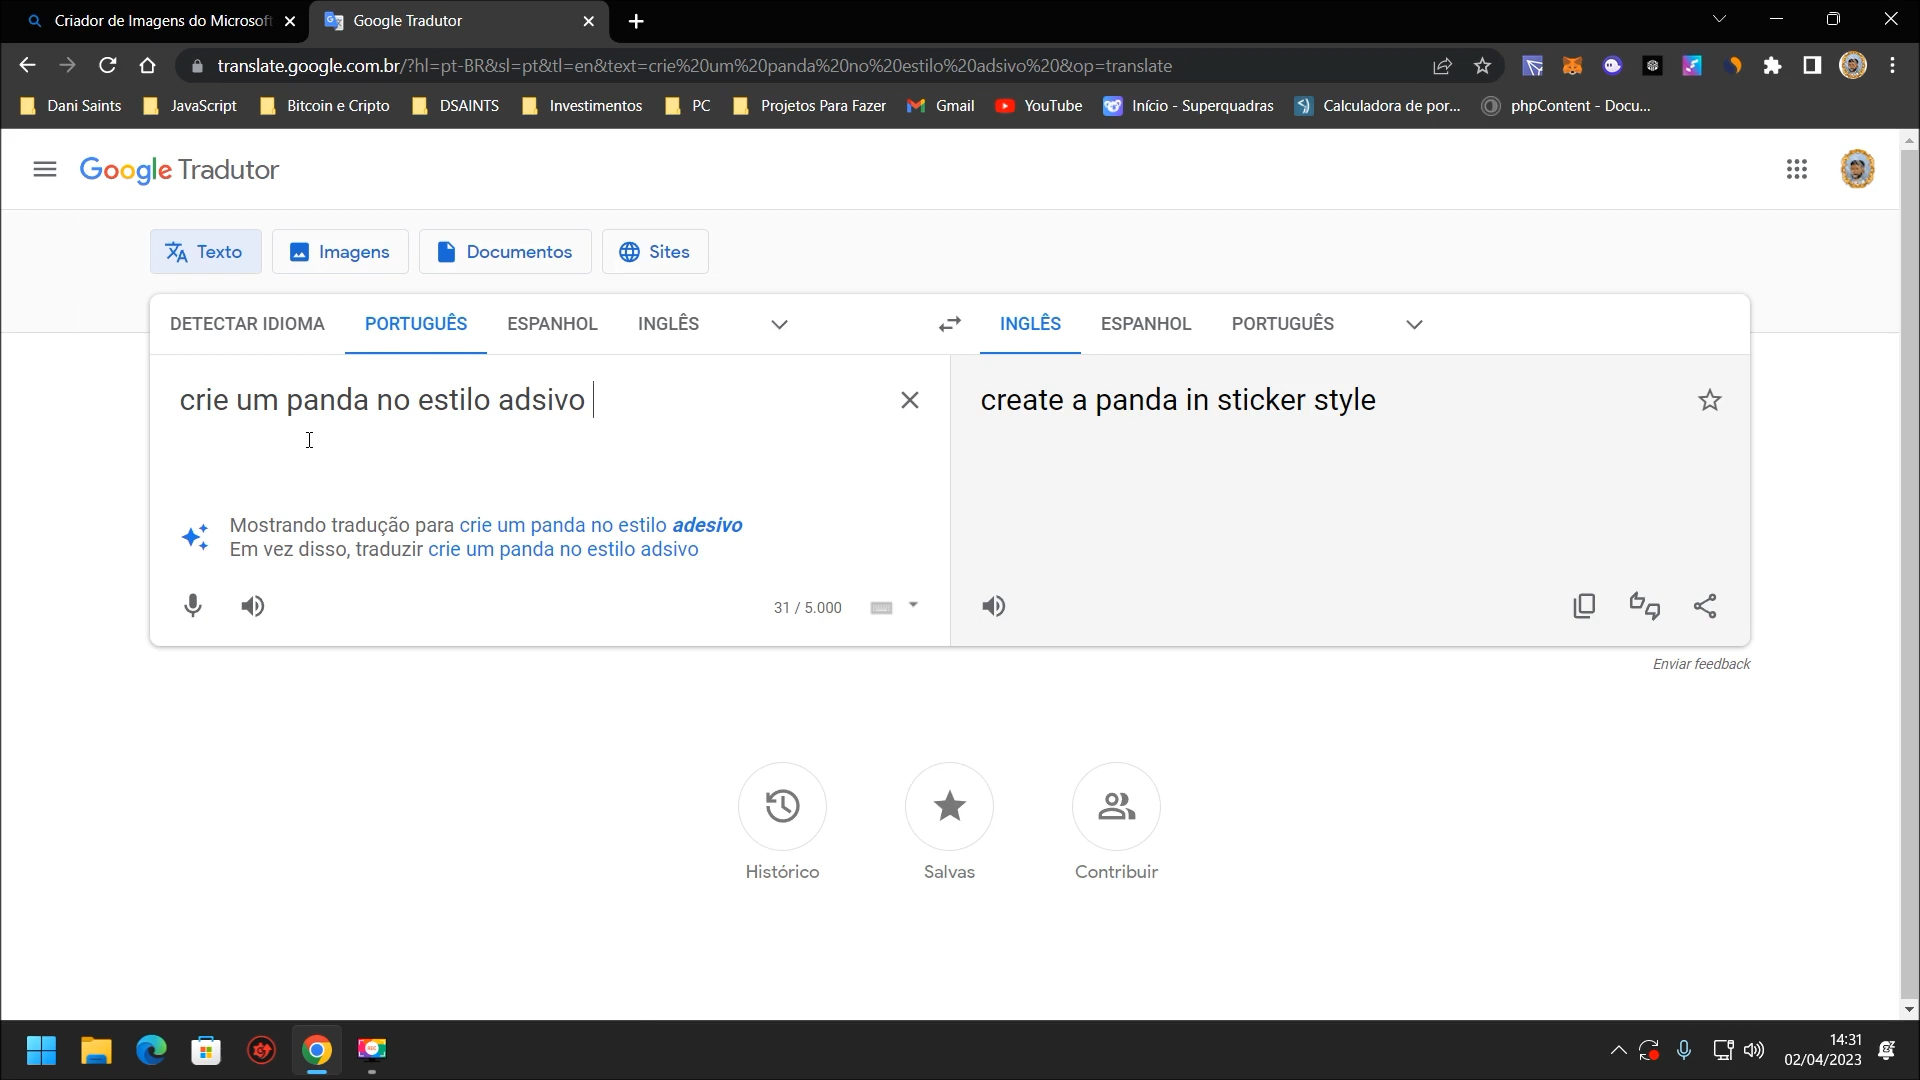 Criador de Imagens do Microsoft
Google Tradutor
translate.google.com.br/?hl=pt-BR&sl=pt&tl=en&text=crie%20um%20panda%20no%20estilo%20adsivo%20&op=translate
Dani Saints
JavaScript
Bitcoin e Cripto
DSAINTS
Investimentos
PC
Projetos Para Fazer
Gmail
YouTube
Início - Superquadras
Calculadora de por...
phpContent - Docu...
Google Tradutor
Texto
Imagens
Documentos
Sites
DETECTAR IDIOMA
PORTUGUÊS
ESPANHOL
INGLÊS
INGLÊS
ESPANHOL
PORTUGUÊS
crie um panda no estilo adsivo
create a panda in sticker style
Mostrando tradução para crie um panda no estilo adesivo
Em vez disso, traduzir crie um panda no estilo adsivo
31 / 5.000
Enviar feedback
Histórico
Salvas
Contribuir
14:31
02/04/2023